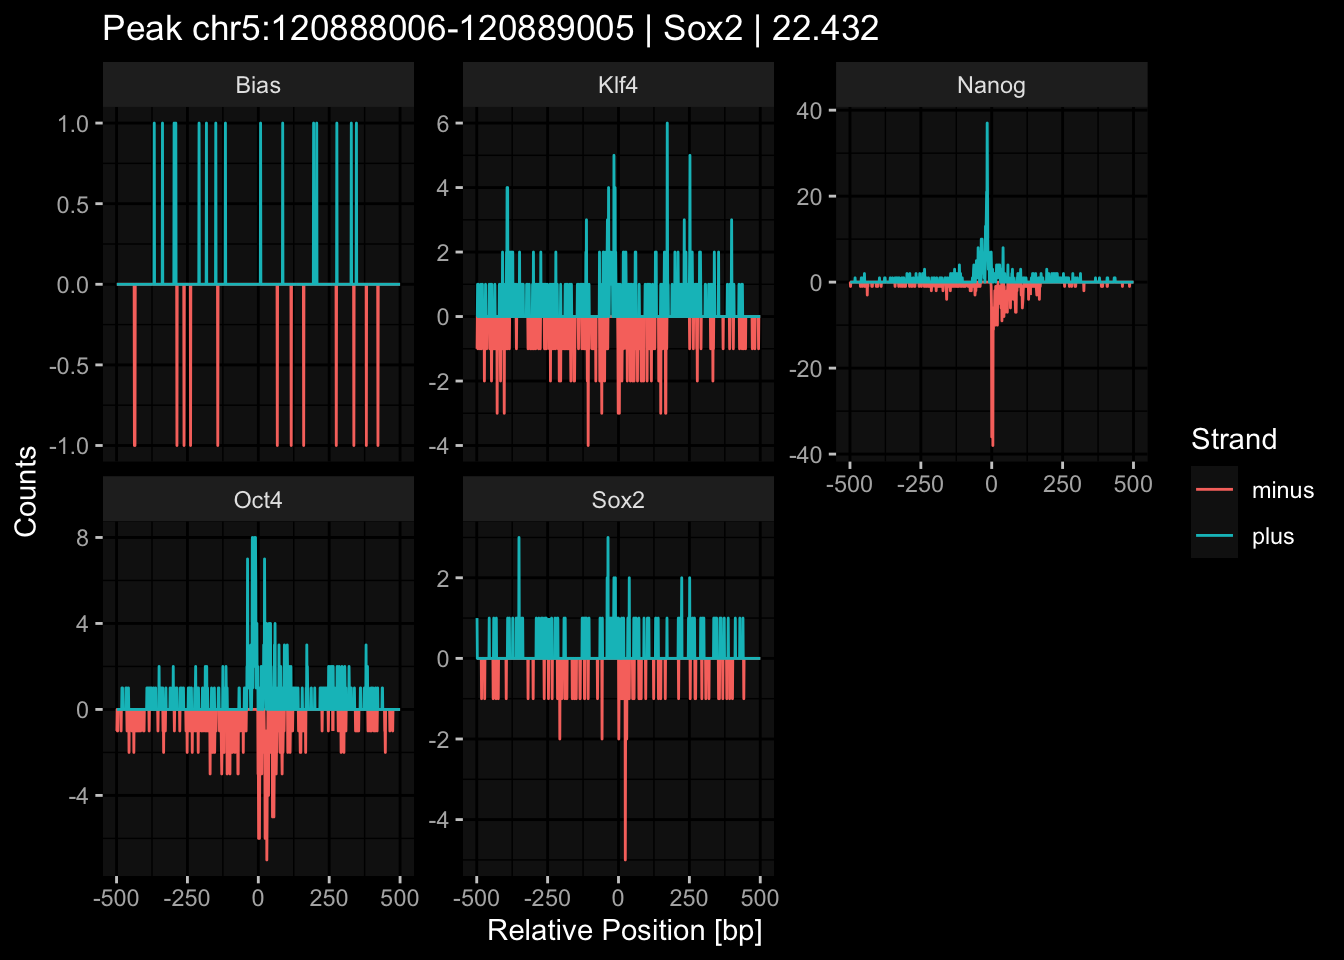 Peak chr5:120888006-120889005 | Sox2 | 22.432
Bias
Klf4
Nanog
1.0
0.5
0.0
-0.5
-1.0
6
4
2
0
-2
-4
40
20
0
-20
-40
-500 -250 0 250 500
Counts
Oct4
Sox2
8
4
0
-4
2
0
-2
-4
-500 -250 0 250 500
-500 -250 0 250 500
Relative Position [bp]
Strand
minus
plus